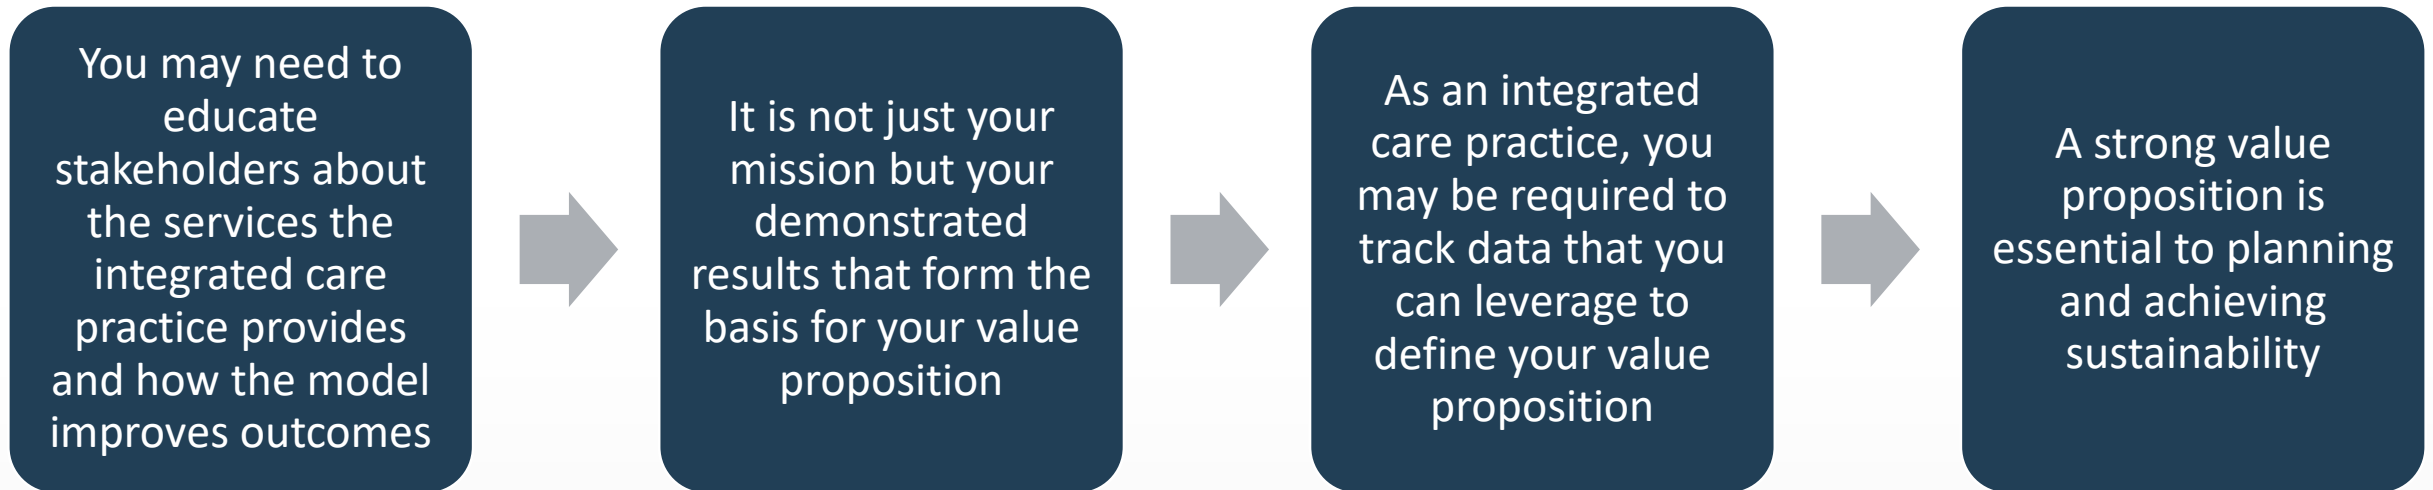 You may need to
educate
stakeholders about
the services the
integrated care
practice provides
and how the model
improves outcomes
It is not just your
mission but your
demonstrated
results that form the
basis for your value
proposition
As an integrated
care practice, you
may be required to
track data that you
can leverage to
define your value
proposition
A strong value
proposition is
essential to planning
and achieving
sustainability